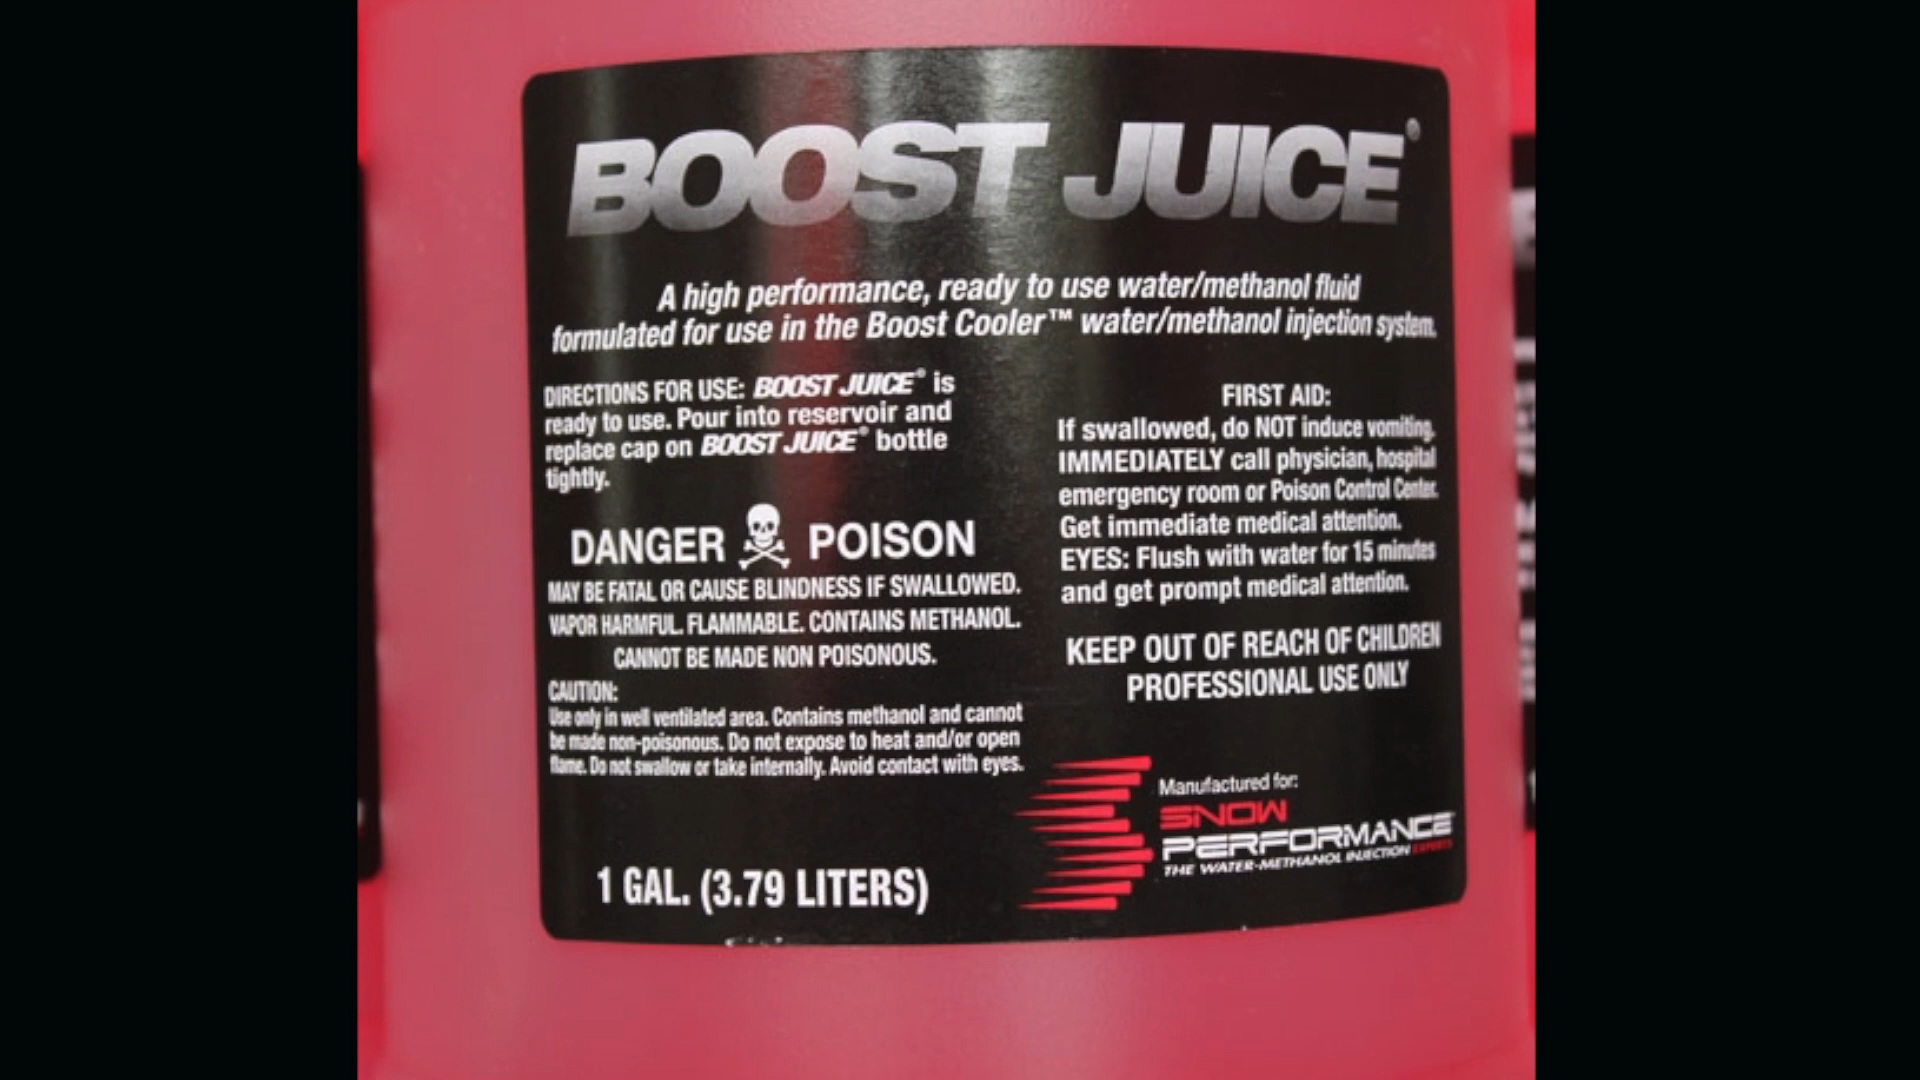 BOOST JUICE®
A high performance, ready to use water/methanol fluid
formulated for use in the Boost Cooler™ water/methanol injection system.
DIRECTIONS FOR USE: BOOST JUICE® is
ready to use. Pour into reservoir and
replace cap on BOOST JUICE® bottle
tightly.
DANGER POISON
MAY BE FATAL OR CAUSE BLINDNESS IF SWALLOWED.
VAPOR HARMFUL. FLAMMABLE. CONTAINS METHANOL.
CANNOT BE MADE NON POISONOUS.
CAUTION:
Use only in well ventilated area. Contains methanol and cannot
be made non-poisonous. Do not expose to heat and/or open
flame. Do not swallow or take internally. Avoid contact with eyes.
1 GAL. (3.79 LITERS)
FIRST AID:
If swallowed, do NOT induce vomiting.
IMMEDIATELY call physician, hospital
emergency room or Poison Control Center.
Get immediate medical attention.
EYES: Flush with water for 15 minutes
and get prompt medical attention.
KEEP OUT OF REACH OF CHILDREN
PROFESSIONAL USE ONLY
Manufactured for:
SNOW
PERFORMANCE
THE WATER-METHANOL INJECTION EXPERTS